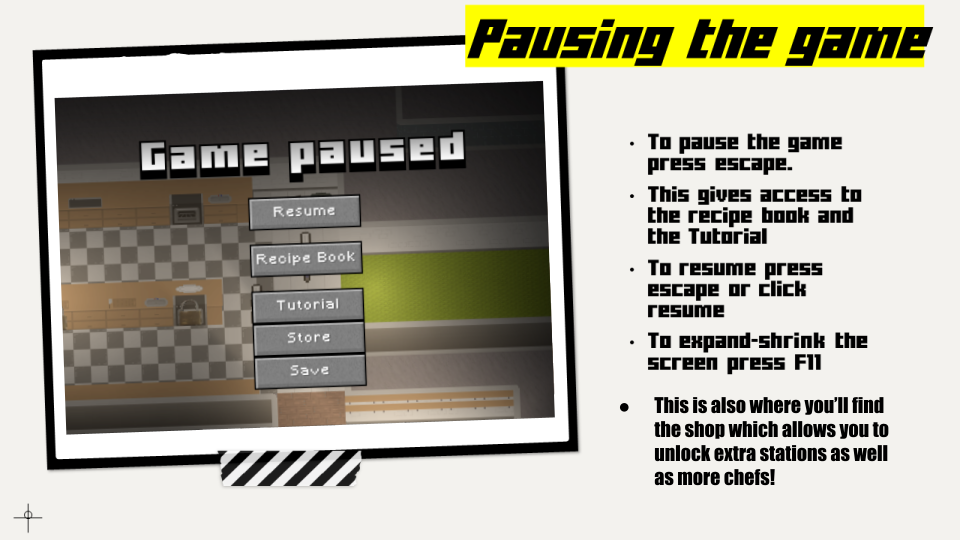 Pausing the game
Game paused
Resume
Recipe Book
Tutorial
Store
Save
• To pause the game
press escape.
• This gives access to
the recipe book and
the Tutorial
• To resume press
escape or click
resume
• To expand-shrink the
screen press F11
● This is also where you'll find
the shop which allows you to
unlock extra stations as well
as more chefs!